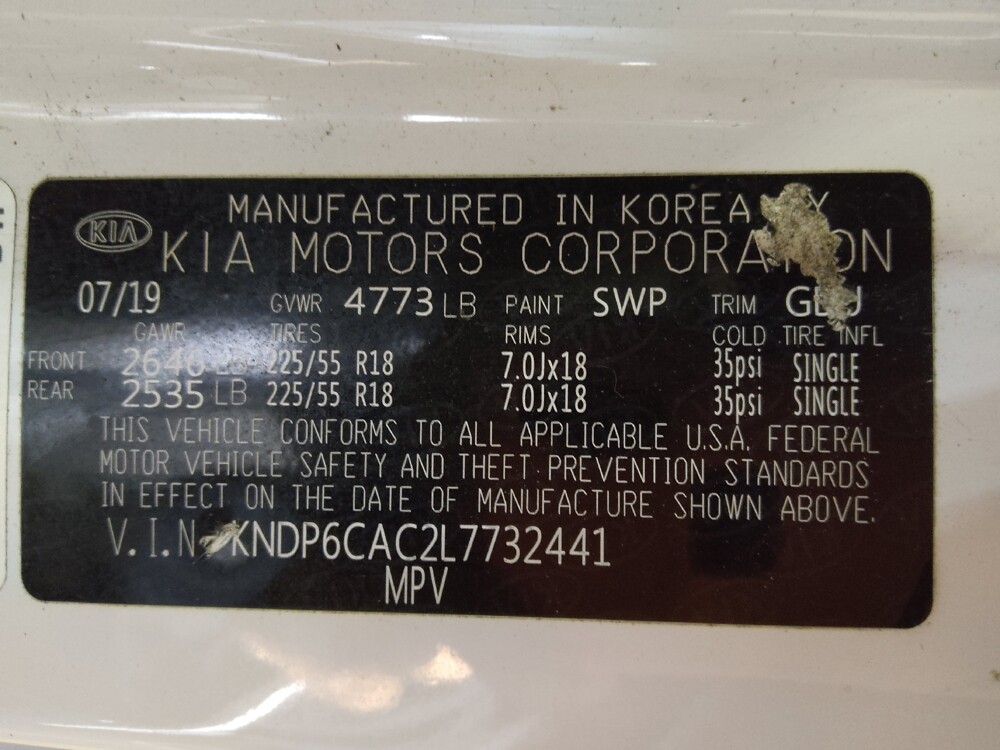 KIA
MANUFACTURED IN KOREA
KIA MOTORS CORPORATION
07/19 GVWR 4773 LB PAINT SWP TRIM
GAWR TIRES RIMS COLD TIRE INFL
FRONT 2646 LB 225/55 R18 7.0Jx18 35psi SINGLE
REAR 2535 LB 225/55 R18 7.0Jx18 35psi SINGLE
THIS VEHICLE CONFORMS TO ALL APPLICABLE U.S.A. FEDERAL
MOTOR VEHICLE SAFETY AND THEFT PREVENTION STANDARDS
IN EFFECT ON THE DATE OF MANUFACTURE SHOWN ABOVE.
V.I.N KNDP6CAC2L7732441
MPV